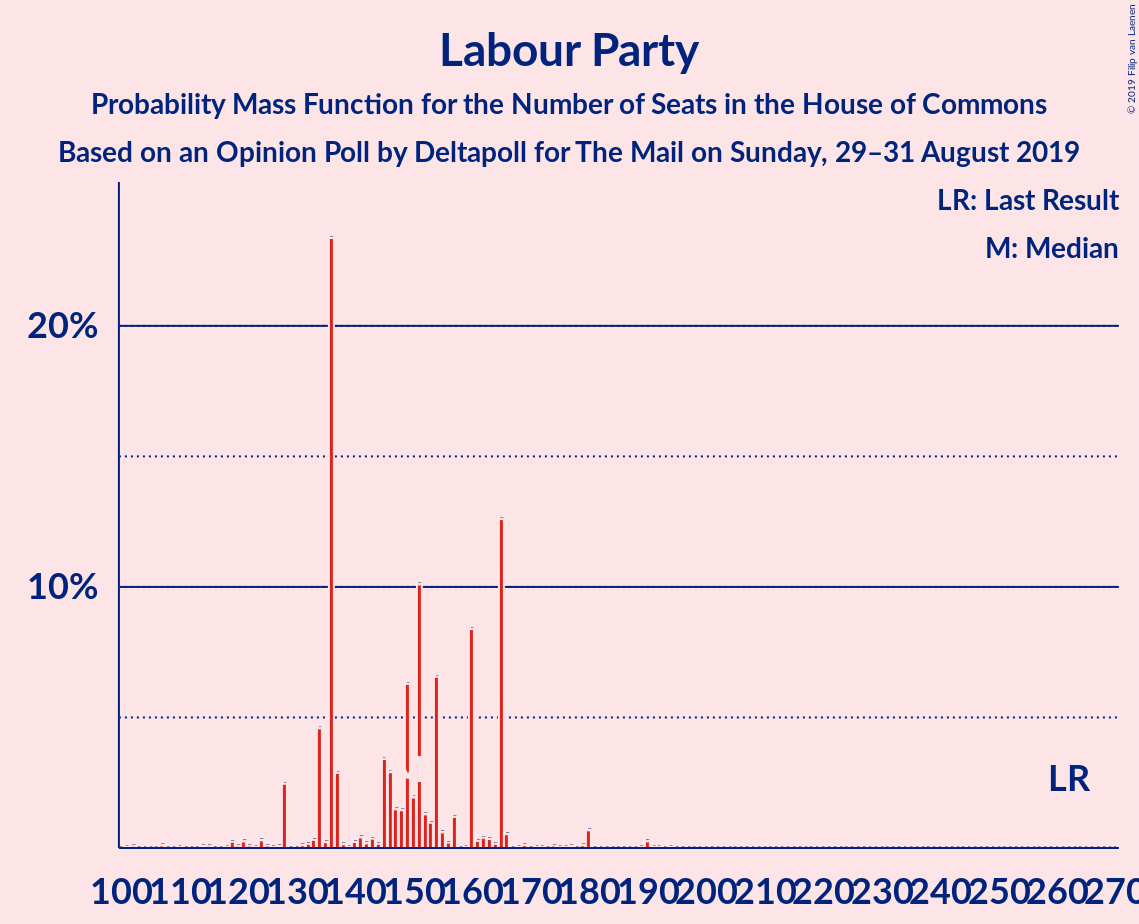 Labour Party
Probability Mass Function for the Number of Seats in the House of Commons
Based on an Opinion Poll by Deltapoll for The Mail on Sunday, 29–31 August 2019
© 2019 Filip van Laenen
LR: Last Result
M: Median
20%
10%
LR
100 110 120 130 140 150 160 170 180 190 200 210 220 230 240 250 260 270